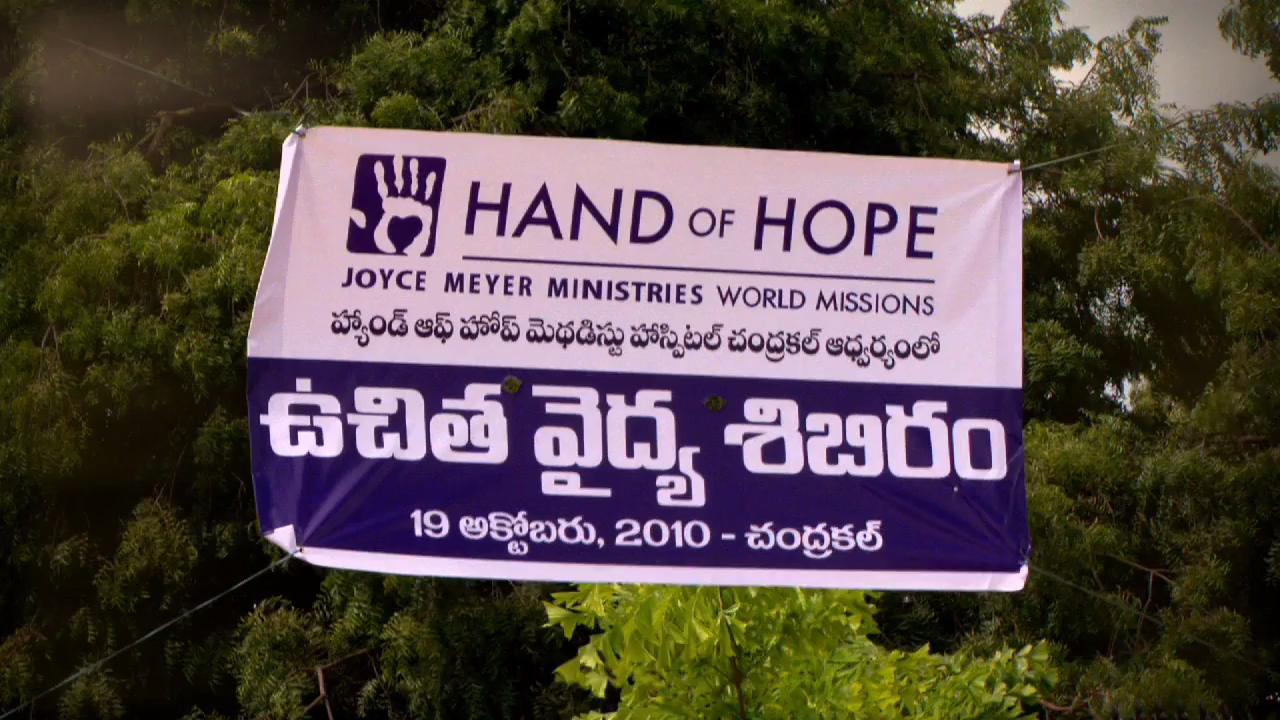 HAND OF HOPE
JOYCE MEYER MINISTRIES WORLD MISSIONS
హ్యాండ్ ఆఫ్ హోప్ మెథడిస్టు హాస్పిటల్ చంద్రకల్ ఆధ్వర్యంలో
ఉచిత వైద్య శిబిరం
19 అక్టోబరు, 2010 - చంద్రకల్